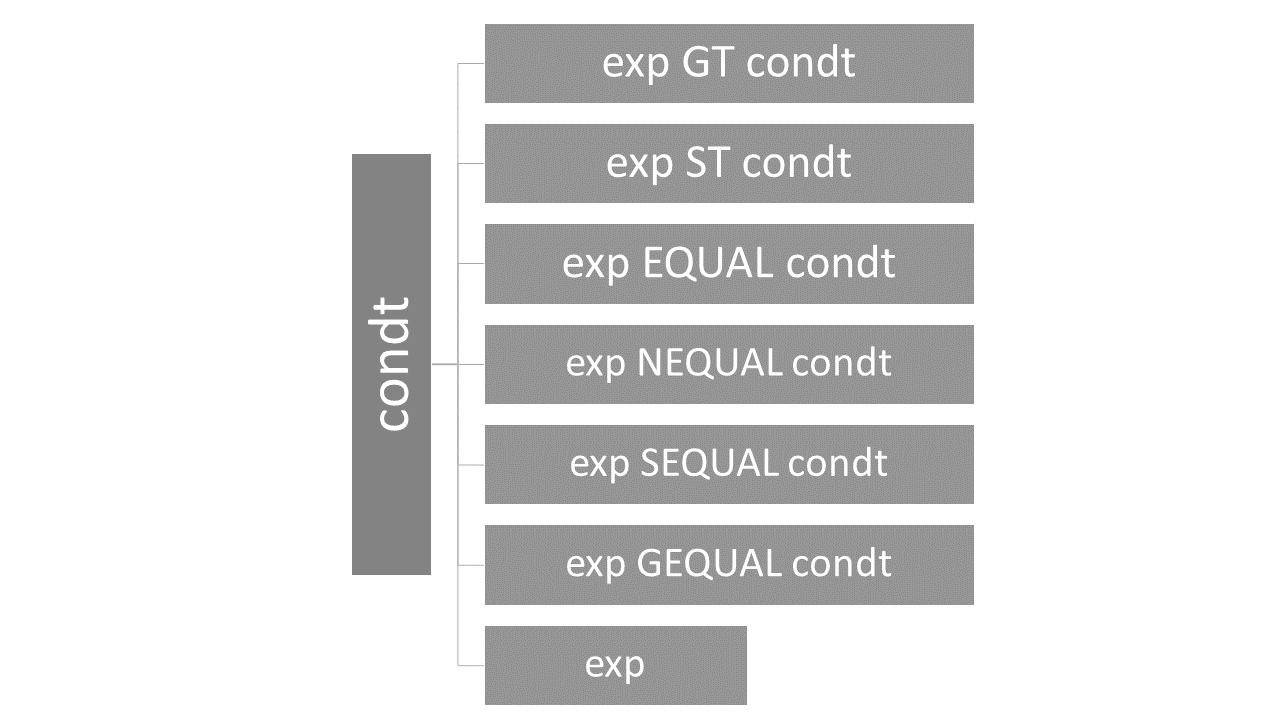 condt
exp GT condt
exp ST condt
exp EQUAL condt
exp NEQUAL condt
exp SEQUAL condt
exp GEQUAL condt
exp